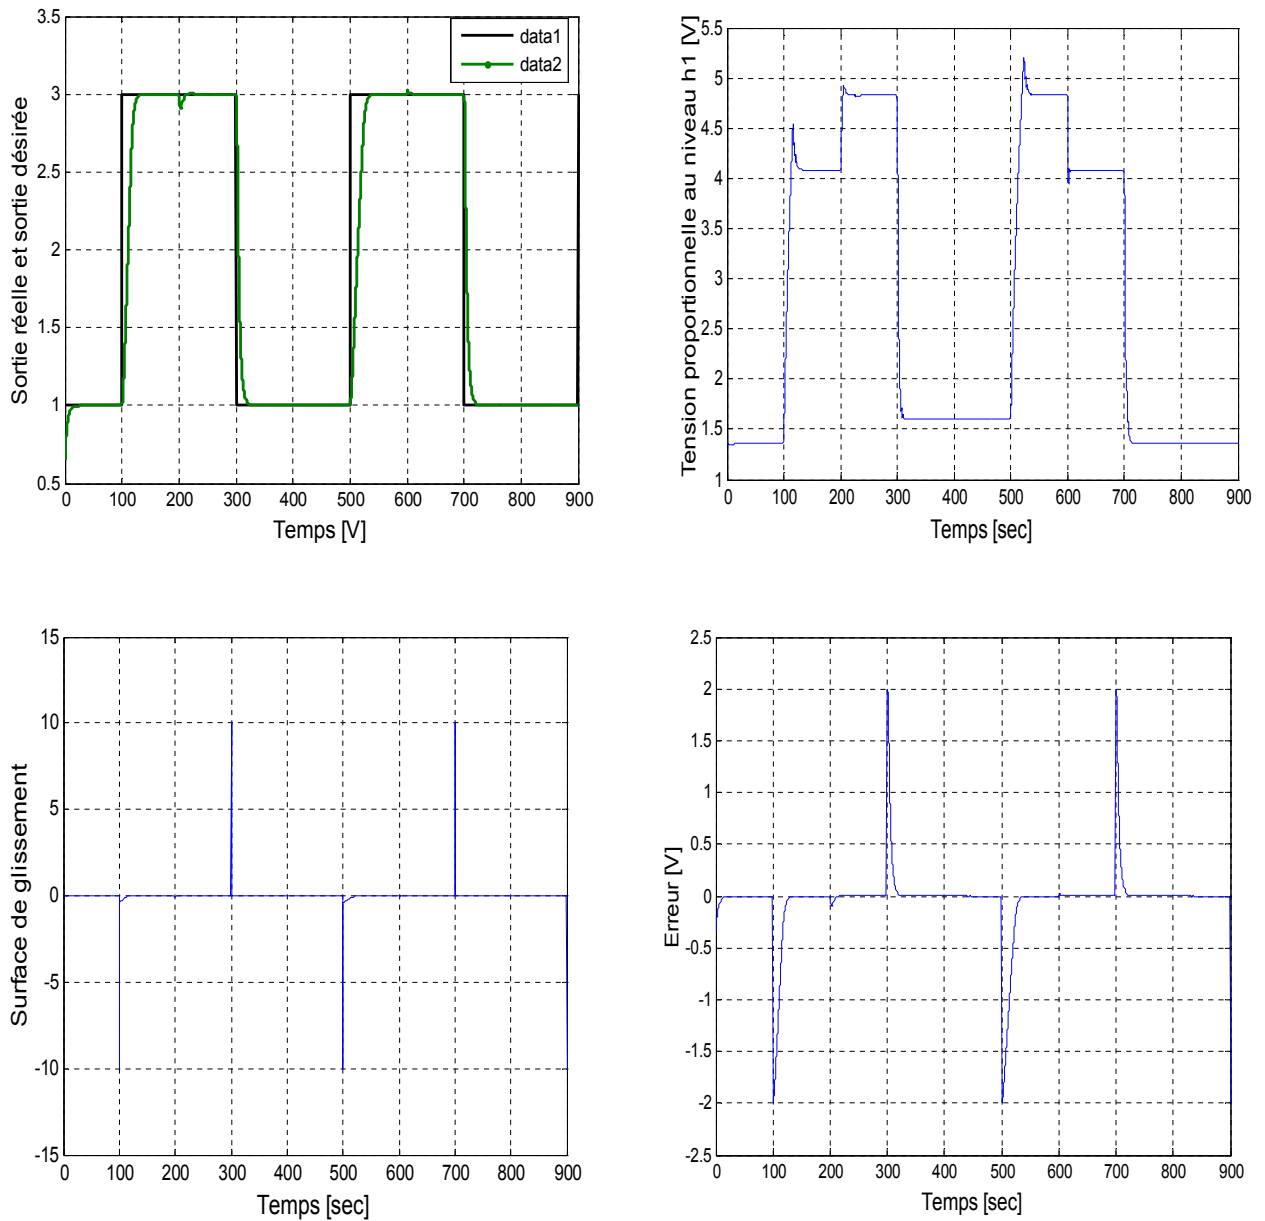 3.5
3
2.5
2
1.5
1
0.5
0 100 200 300 400 500 600 700 800 900
Sortie réelle et sortie désirée
Temps [V]
data1
data2
5.5
5
4.5
4
3.5
3
2.5
2
1.5
1
0 100 200 300 400 500 600 700 800 900
Tension proportionnelle au niveau h1 [V]
Temps [sec]
15
10
5
0
-5
-10
-15
0 100 200 300 400 500 600 700 800 900
Surface de glissement
Temps [sec]
2.5
2
1.5
1
0.5
0
-0.5
-1
-1.5
-2
-2.5
0 100 200 300 400 500 600 700 800 900
Erreur [V]
Temps [sec]